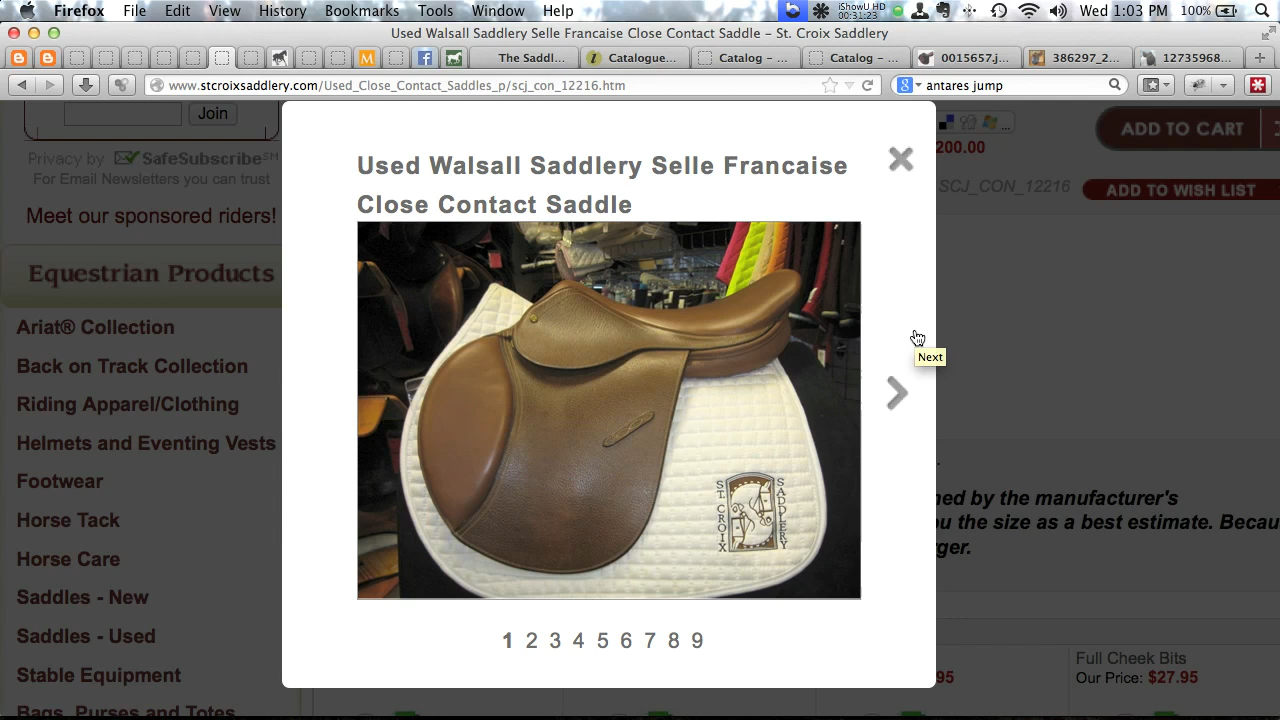 Firefox File Edit View History Bookmarks Tools Window Help
iShowU HD
00:31:23
Wed 1:03 PM 100%
Used Walsall Saddlery Selle Francaise Close Contact Saddle – St. Croix Saddlery
The Saddl...
Catalogue...
Catalog – ...
Catalog – ...
0015657.j...
386297_2...
12735968...
www.stcroixsaddlery.com/Used_Close_Contact_Saddles_p/scj_con_12216.htm
antares jump
Join
Privacy by SafeSubscribeSM
For Email Newsletters you can trust
Meet our sponsored riders!
Equestrian Products
Ariat® Collection
Back on Track Collection
Riding Apparel/Clothing
Helmets and Eventing Vests
Footwear
Horse Tack
Horse Care
Saddles - New
Saddles - Used
Stable Equipment
Bags, Purses and Totes
Used Walsall Saddlery Selle Francaise
Close Contact Saddle
ST. CROIX
SADDLERY
1 2 3 4 5 6 7 8 9
Next
...
ADD TO CART
200.00
SCJ_CON_12216
ADD TO WISH LIST
ned by the manufacturer's
ou the size as a best estimate. Becau
rger.
95
Full Cheek Bits
Our Price: $27.95